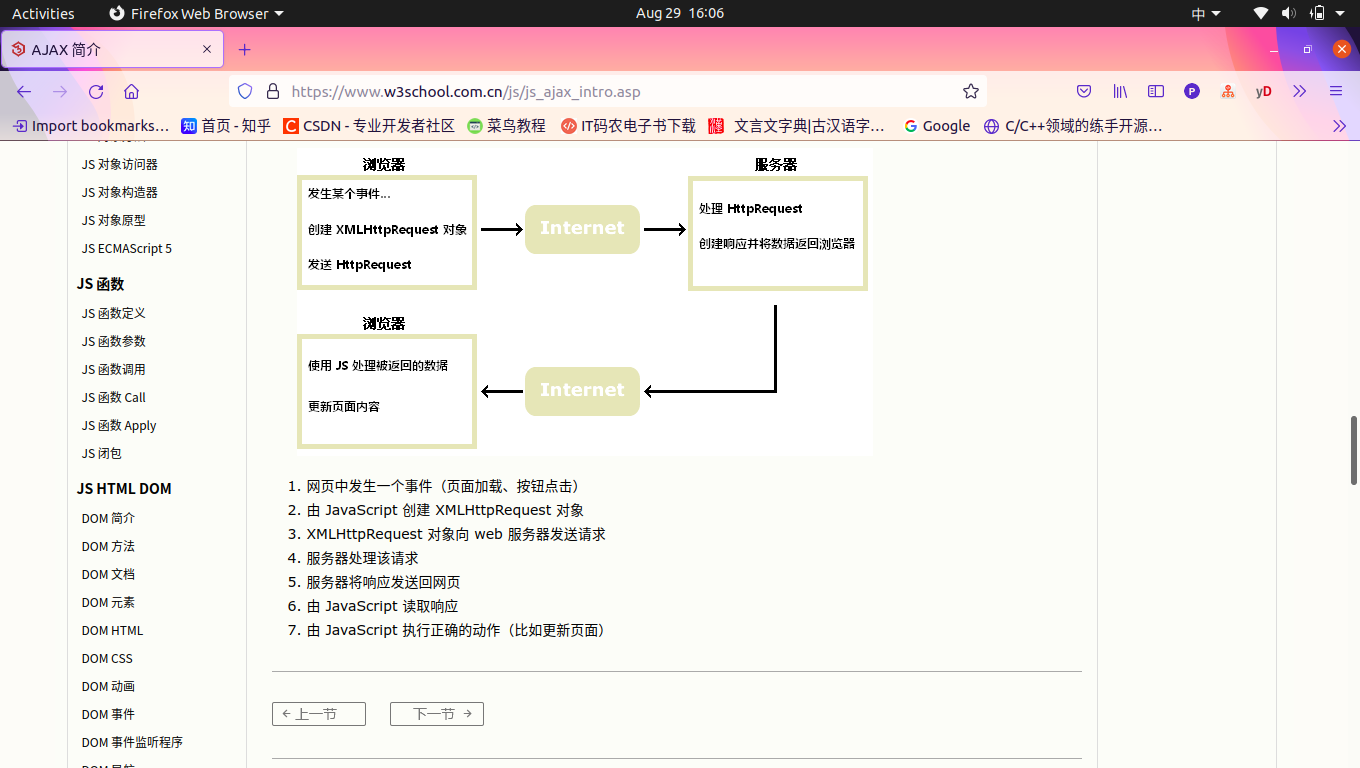 Activities Firefox Web Browser Aug 29 16:06 中
AJAX 简介
https://www.w3school.com.cn/js/js_ajax_intro.asp
P yD
Import bookmarks… 知 首页 - 知乎 C CSDN - 专业开发者社区 菜鸟教程 IT码农电子书下载 文言文字典|古汉语字… G Google C/C++领域的练手开源…
JS 对象访问器
JS 对象构造器
JS 对象原型
JS ECMAScript 5
JS 函数
JS 函数定义
JS 函数参数
JS 函数调用
JS 函数 Call
JS 函数 Apply
JS 闭包
JS HTML DOM
DOM 简介
DOM 方法
DOM 文档
DOM 元素
DOM HTML
DOM CSS
DOM 动画
DOM 事件
DOM 事件监听程序
浏览器
发生某个事件...
创建 XMLHttpRequest 对象
发送 HttpRequest
Internet
服务器
处理 HttpRequest
创建响应并将数据返回浏览器
浏览器
使用 JS 处理被返回的数据
更新页面内容
Internet
1. 网页中发生一个事件（页面加载、按钮点击）
2. 由 JavaScript 创建 XMLHttpRequest 对象
3. XMLHttpRequest 对象向 web 服务器发送请求
4. 服务器处理该请求
5. 服务器将响应发送回网页
6. 由 JavaScript 读取响应
7. 由 JavaScript 执行正确的动作（比如更新页面）
上一节
下一节